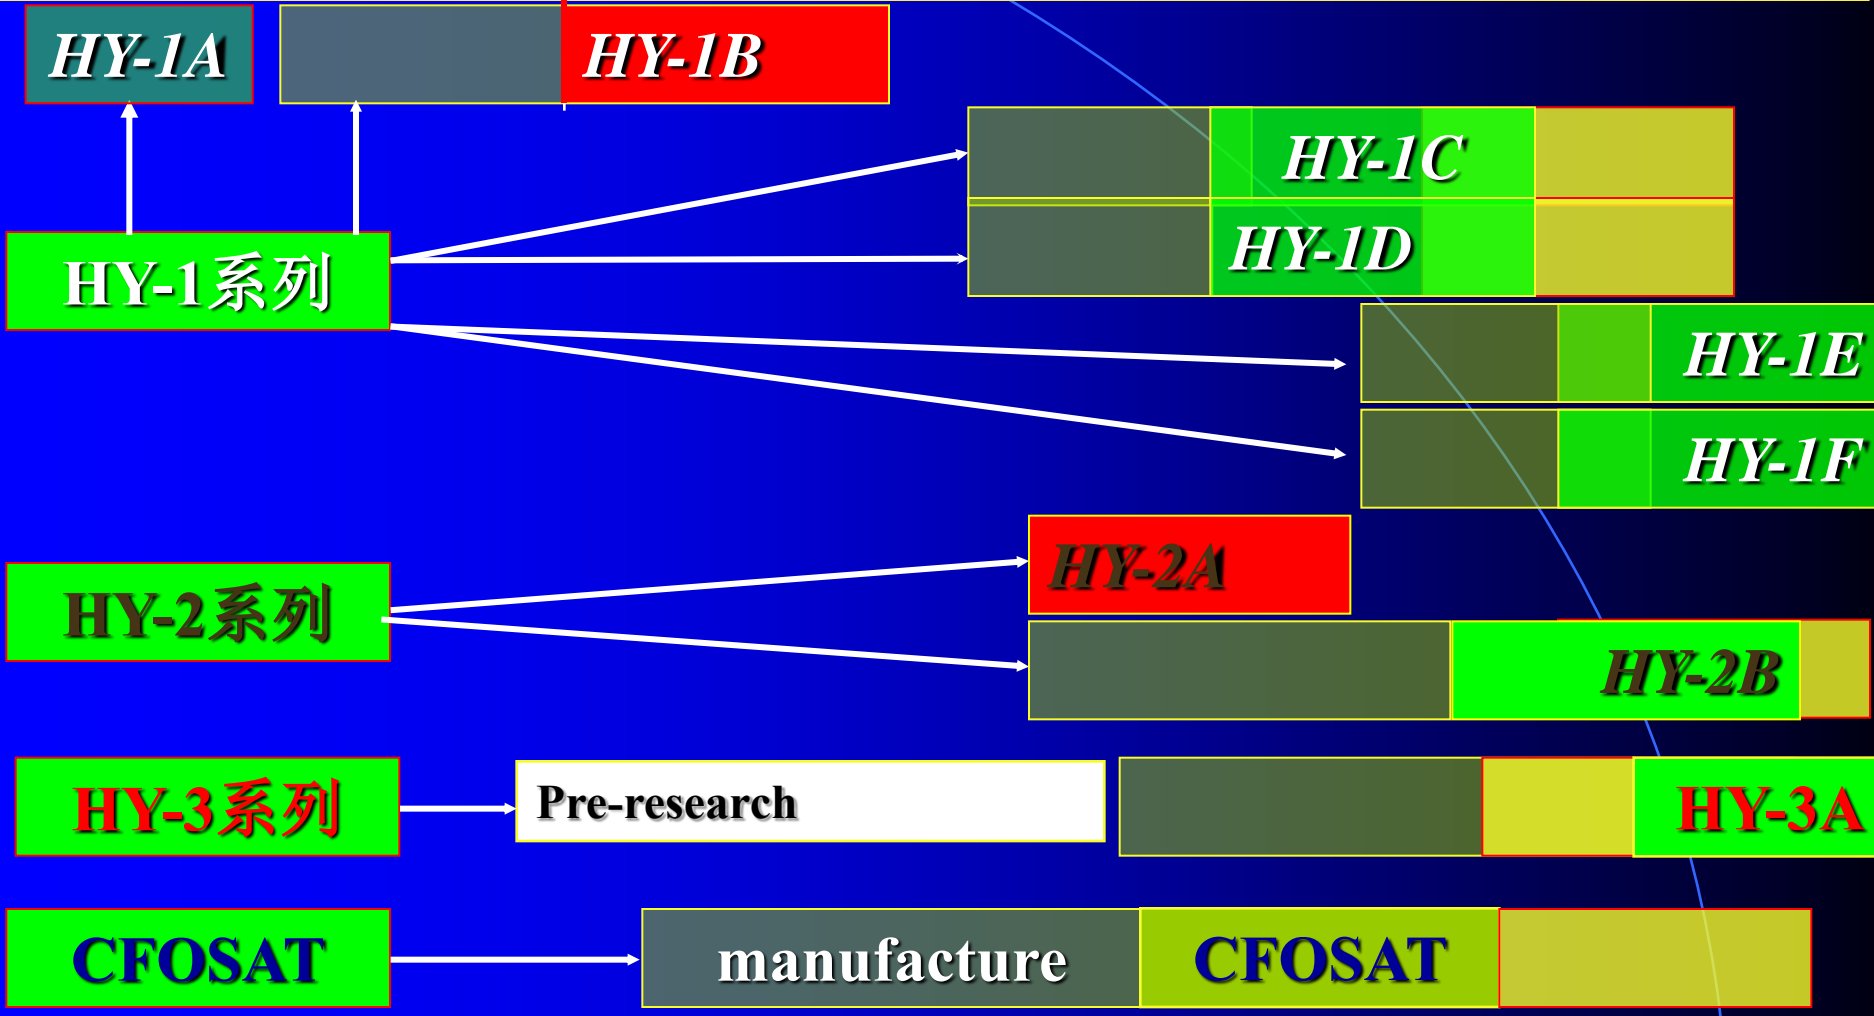 HY-1A
HY-1B
HY-1C
HY-1系列
HY-1D
HY-1E
HY-1F
HY-2A
HY-2系列
HY-2B
HY-3系列
Pre-research
HY-3A
CFOSAT
manufacture
CFOSAT